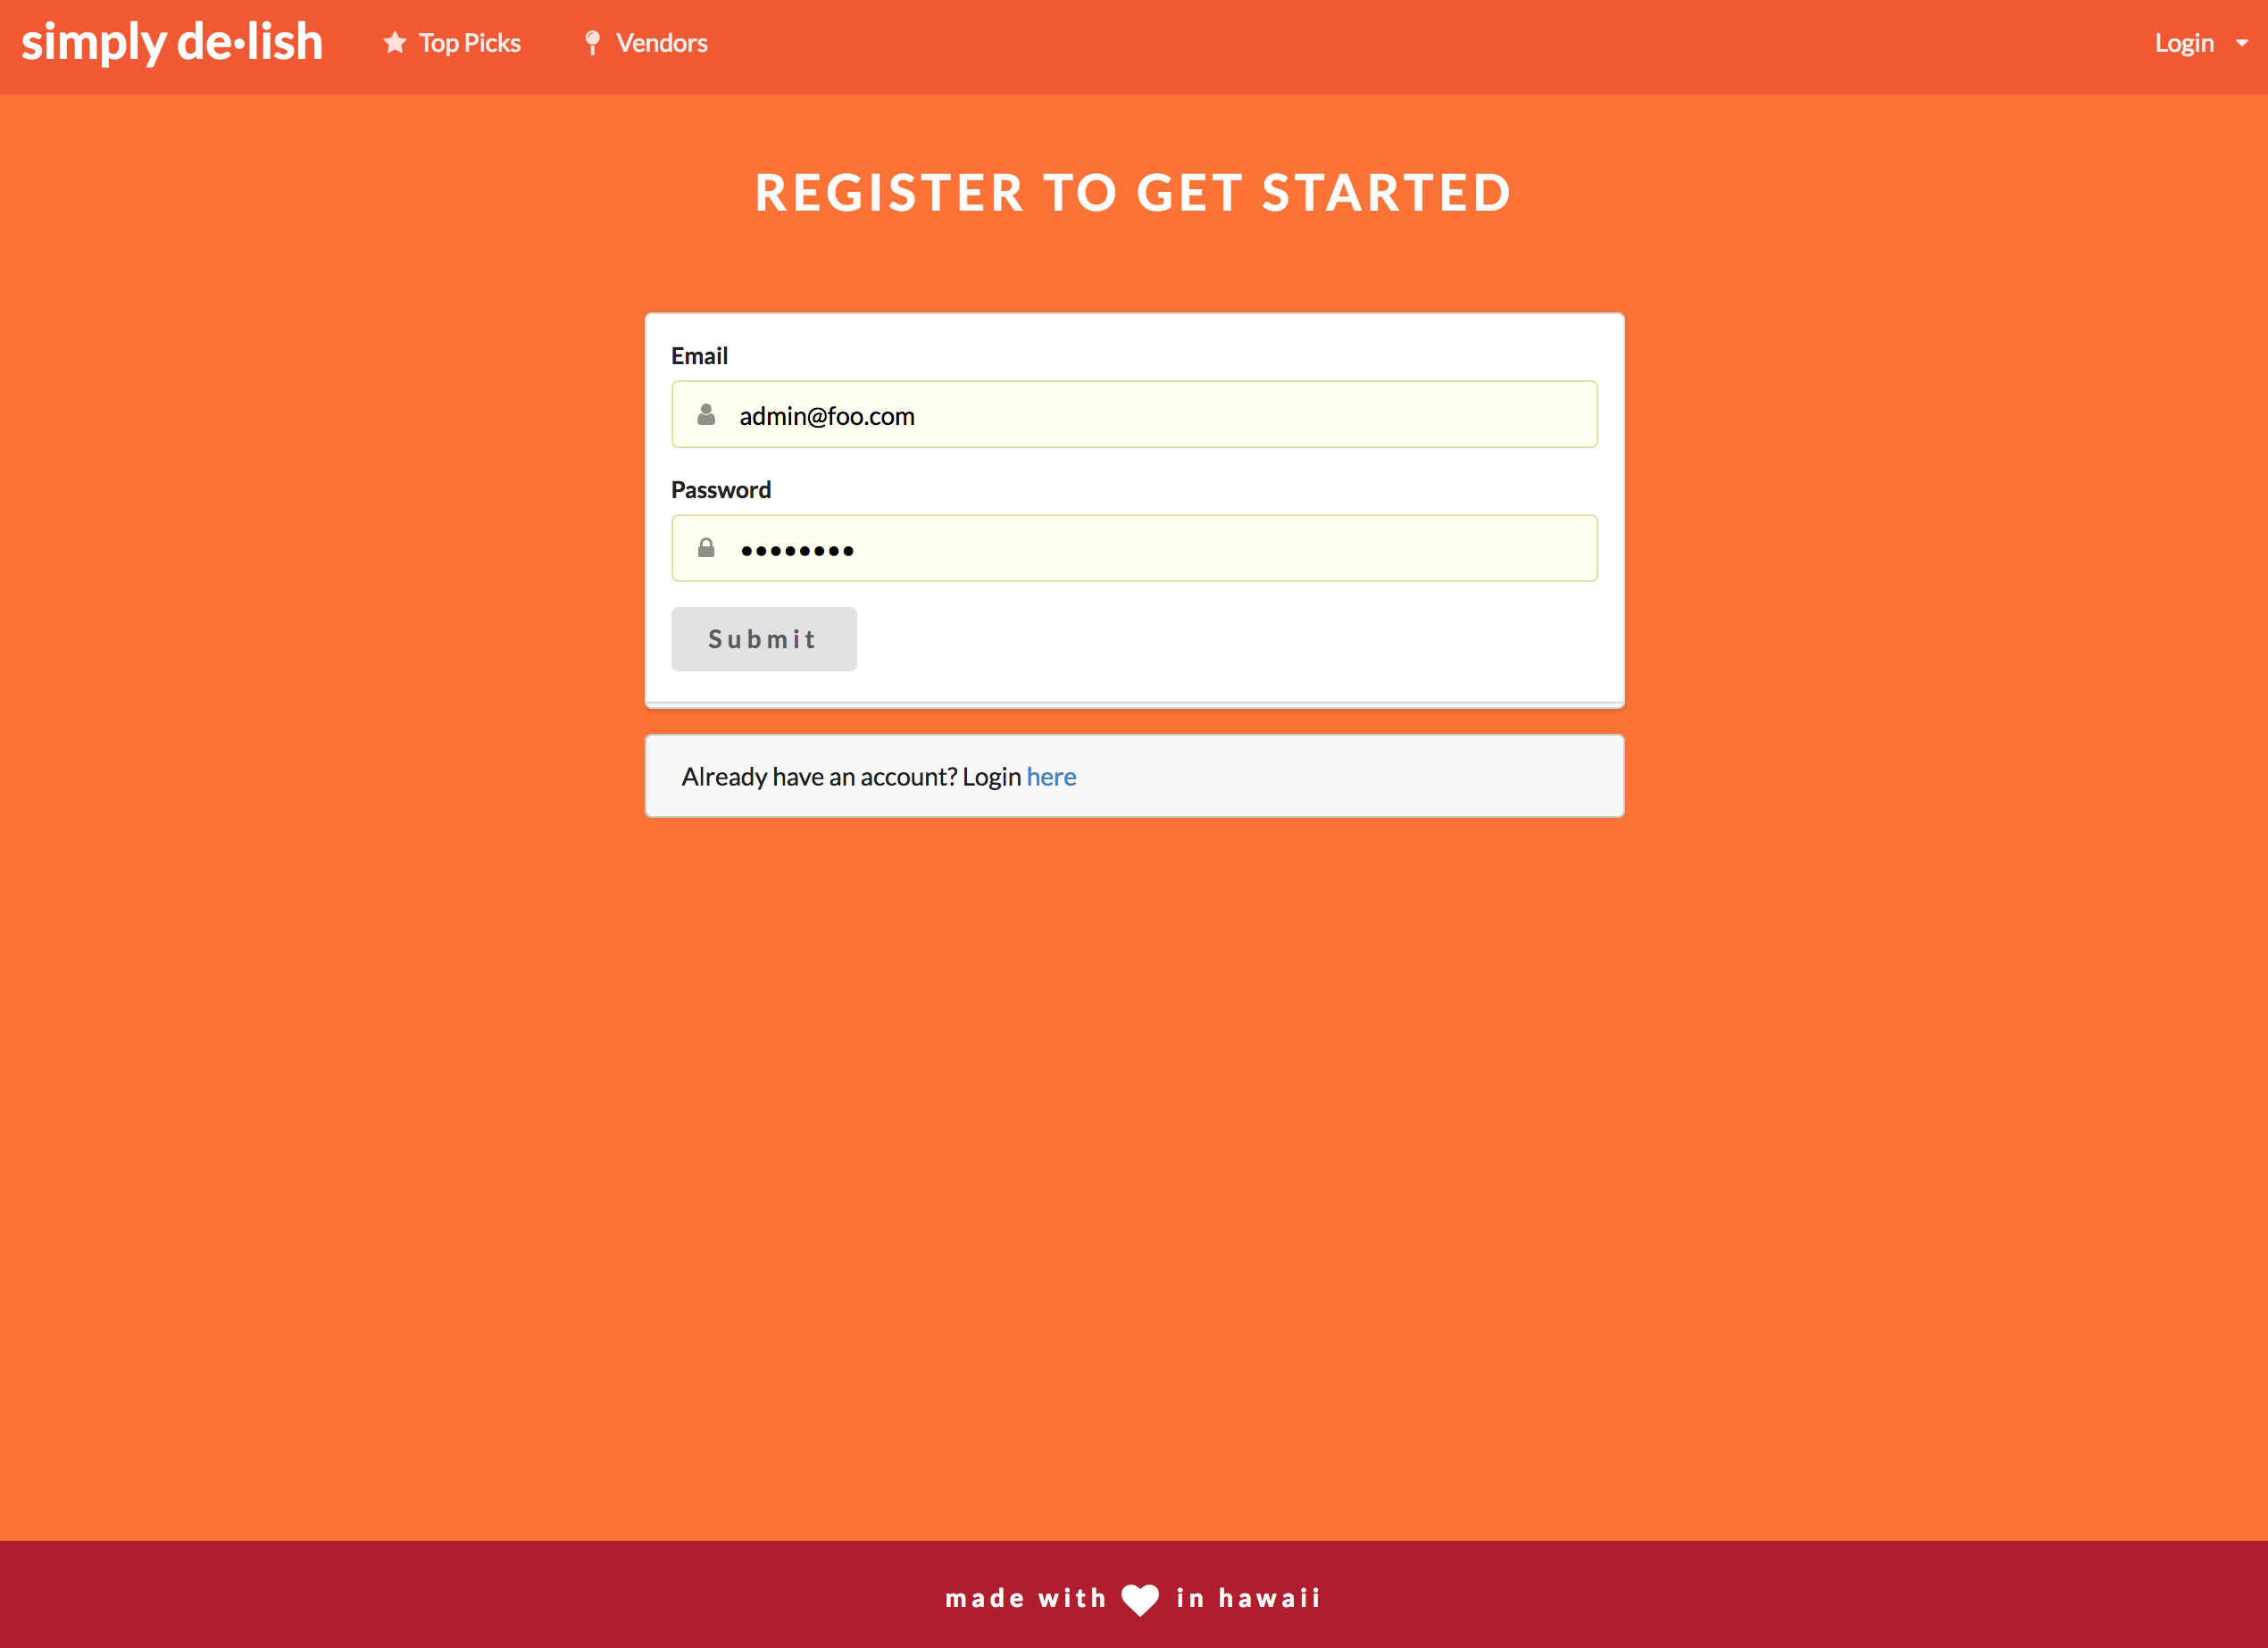 simply de•lish Top Picks Vendors Login
REGISTER TO GET STARTED
Email
admin@foo.com
Password
••••••••
Submit
Already have an account? Login here
made with in hawaii